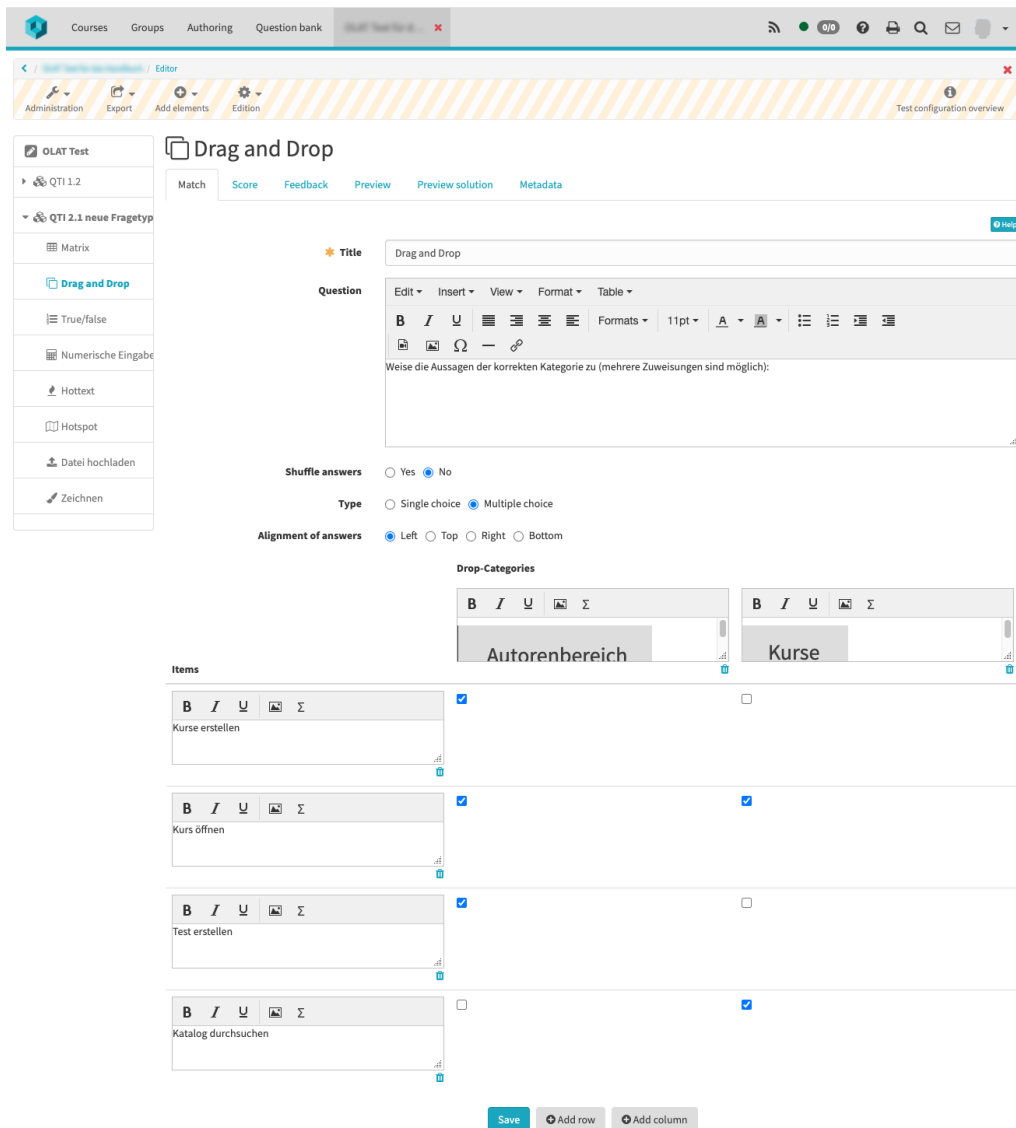 Courses Groups Authoring Question bank
0/0
/ / Editor
Administration Export Add elements Edition Test configuration overview
OLAT Test
QTI 1.2
QTI 2.1 neue Fragetyp
Matrix
Drag and Drop
True/false
Numerische Eingabe
Hottext
Hotspot
Datei hochladen
Zeichnen
Drag and Drop
Match Score Feedback Preview Preview solution Metadata
Help
Title Drag and Drop
Question
Edit Insert View Format Table
B I U Formats 11pt A A
Ω
Weise die Aussagen der korrekten Kategorie zu (mehrere Zuweisungen sind möglich):
Shuffle answers Yes No
Type Single choice Multiple choice
Alignment of answers Left Top Right Bottom
Drop-Categories
B I U Σ B I U Σ
Autorenbereich Kurse
Items
B I U Σ
Kurse erstellen
B I U Σ
Kurs öffnen
B I U Σ
Test erstellen
B I U Σ
Katalog durchsuchen
Save Add row Add column